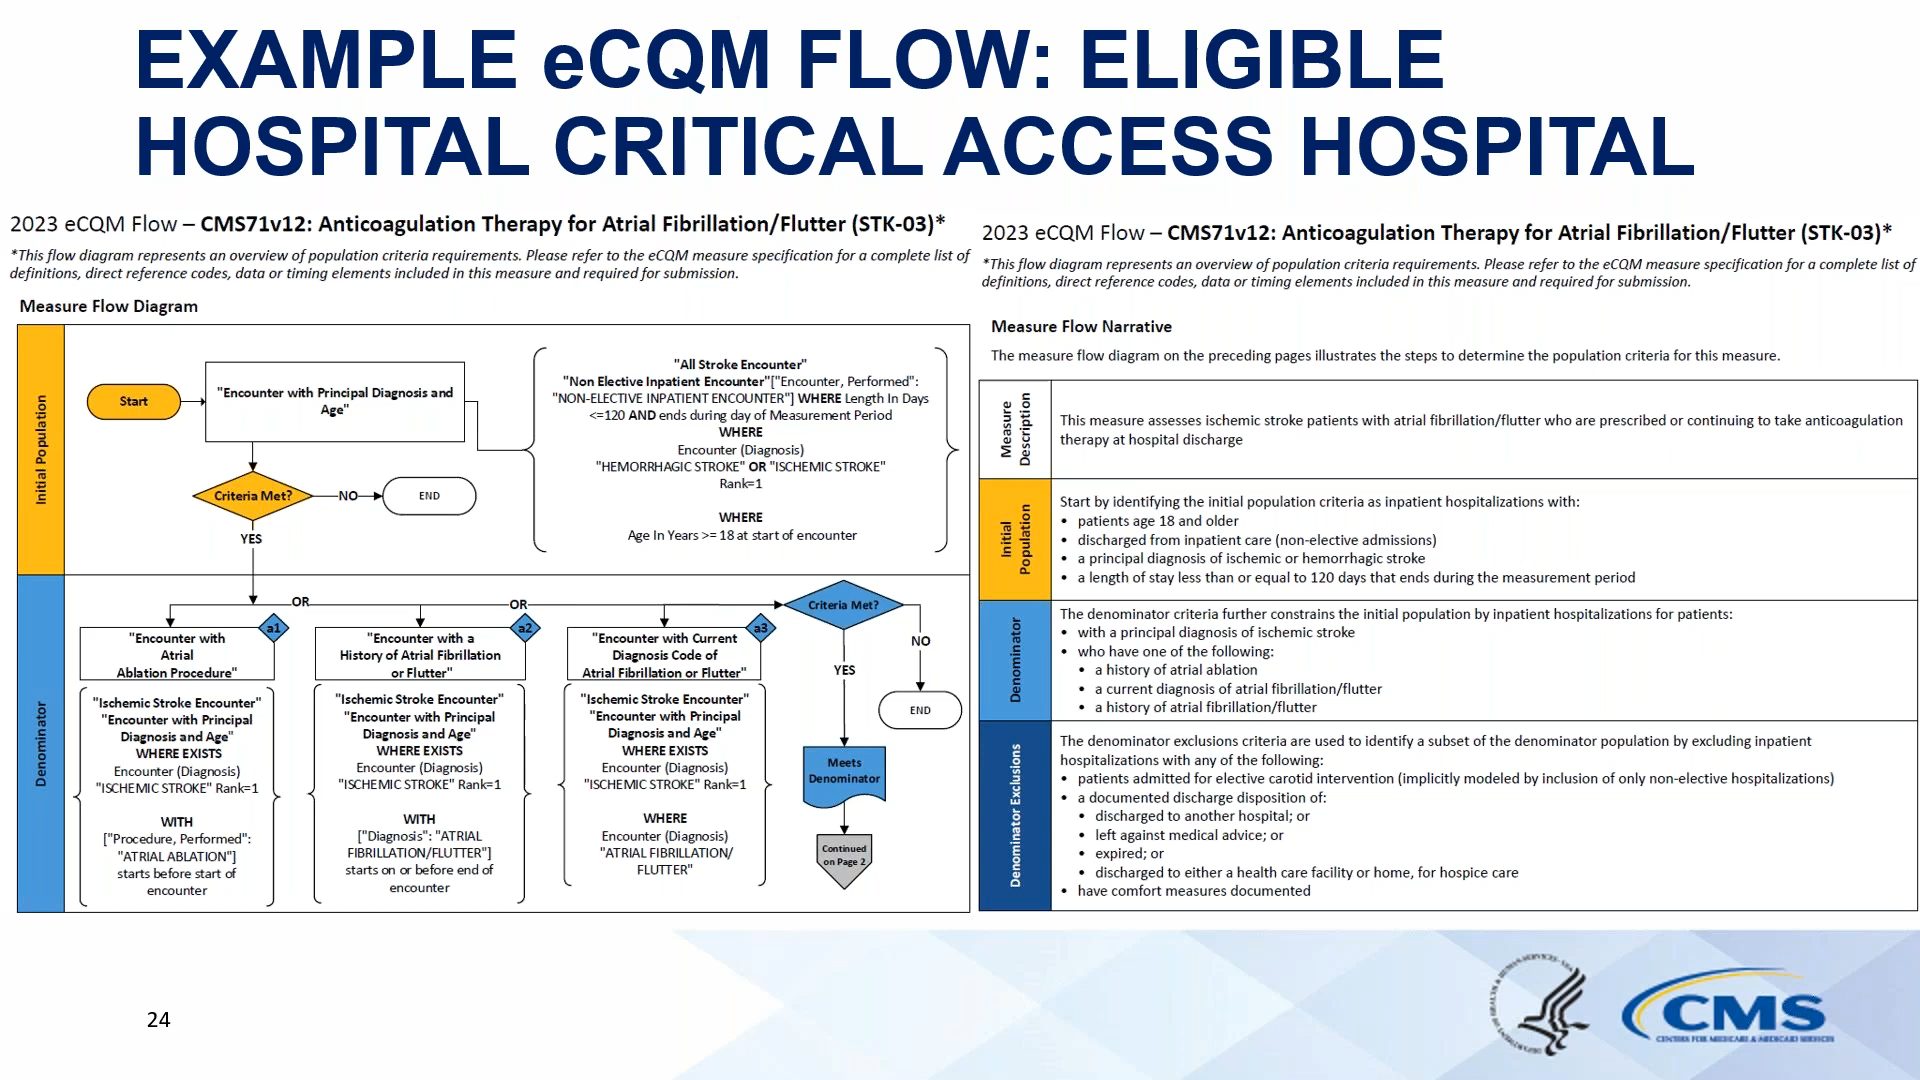 EXAMPLE eCQM FLOW: ELIGIBLE
HOSPITAL CRITICAL ACCESS HOSPITAL
2023 eCQM Flow – CMS71v12: Anticoagulation Therapy for Atrial Fibrillation/Flutter (STK-03)*
*This flow diagram represents an overview of population criteria requirements. Please refer to the eCQM measure specification for a complete list of
definitions, direct reference codes, data or timing elements included in this measure and required for submission.
Measure Flow Diagram
Initial Population
Start
"Encounter with Principal Diagnosis and
Age"
"All Stroke Encounter"
"Non Elective Inpatient Encounter"["Encounter, Performed":
"NON-ELECTIVE INPATIENT ENCOUNTER"] WHERE Length In Days
<=120 AND ends during day of Measurement Period
WHERE
Encounter (Diagnosis)
"HEMORRHAGIC STROKE" OR "ISCHEMIC STROKE"
Rank=1
WHERE
Age In Years >= 18 at start of encounter
Criteria Met?
NO
END
YES
Denominator
OR
OR
a1
"Encounter with
Atrial
Ablation Procedure"
"Ischemic Stroke Encounter"
"Encounter with Principal
Diagnosis and Age"
WHERE EXISTS
Encounter (Diagnosis)
"ISCHEMIC STROKE" Rank=1
WITH
["Procedure, Performed":
"ATRIAL ABLATION"]
starts before start of
encounter
a2
"Encounter with a
History of Atrial Fibrillation
or Flutter"
"Ischemic Stroke Encounter"
"Encounter with Principal
Diagnosis and Age"
WHERE EXISTS
Encounter (Diagnosis)
"ISCHEMIC STROKE" Rank=1
WITH
["Diagnosis": "ATRIAL
FIBRILLATION/FLUTTER"]
starts on or before end of
encounter
a3
"Encounter with Current
Diagnosis Code of
Atrial Fibrillation or Flutter"
"Ischemic Stroke Encounter"
"Encounter with Principal
Diagnosis and Age"
WHERE EXISTS
Encounter (Diagnosis)
"ISCHEMIC STROKE" Rank=1
WHERE
Encounter (Diagnosis)
"ATRIAL FIBRILLATION/
FLUTTER"
Criteria Met?
NO
END
YES
Meets
Denominator
Continued
on Page 2
2023 eCQM Flow – CMS71v12: Anticoagulation Therapy for Atrial Fibrillation/Flutter (STK-03)*
*This flow diagram represents an overview of population criteria requirements. Please refer to the eCQM measure specification for a complete list of
definitions, direct reference codes, data or timing elements included in this measure and required for submission.
Measure Flow Narrative
The measure flow diagram on the preceding pages illustrates the steps to determine the population criteria for this measure.
Measure
Description
This measure assesses ischemic stroke patients with atrial fibrillation/flutter who are prescribed or continuing to take anticoagulation
therapy at hospital discharge
Initial
Population
Start by identifying the initial population criteria as inpatient hospitalizations with:
• patients age 18 and older
• discharged from inpatient care (non-elective admissions)
• a principal diagnosis of ischemic or hemorrhagic stroke
• a length of stay less than or equal to 120 days that ends during the measurement period
Denominator
The denominator criteria further constrains the initial population by inpatient hospitalizations for patients:
• with a principal diagnosis of ischemic stroke
• who have one of the following:
• a history of atrial ablation
• a current diagnosis of atrial fibrillation/flutter
• a history of atrial fibrillation/flutter
Denominator Exclusions
The denominator exclusions criteria are used to identify a subset of the denominator population by excluding inpatient
hospitalizations with any of the following:
• patients admitted for elective carotid intervention (implicitly modeled by inclusion of only non-elective hospitalizations)
• a documented discharge disposition of:
• discharged to another hospital; or
• left against medical advice; or
• expired; or
• discharged to either a health care facility or home, for hospice care
• have comfort measures documented
24
CMS
CENTERS FOR MEDICARE & MEDICAID SERVICES